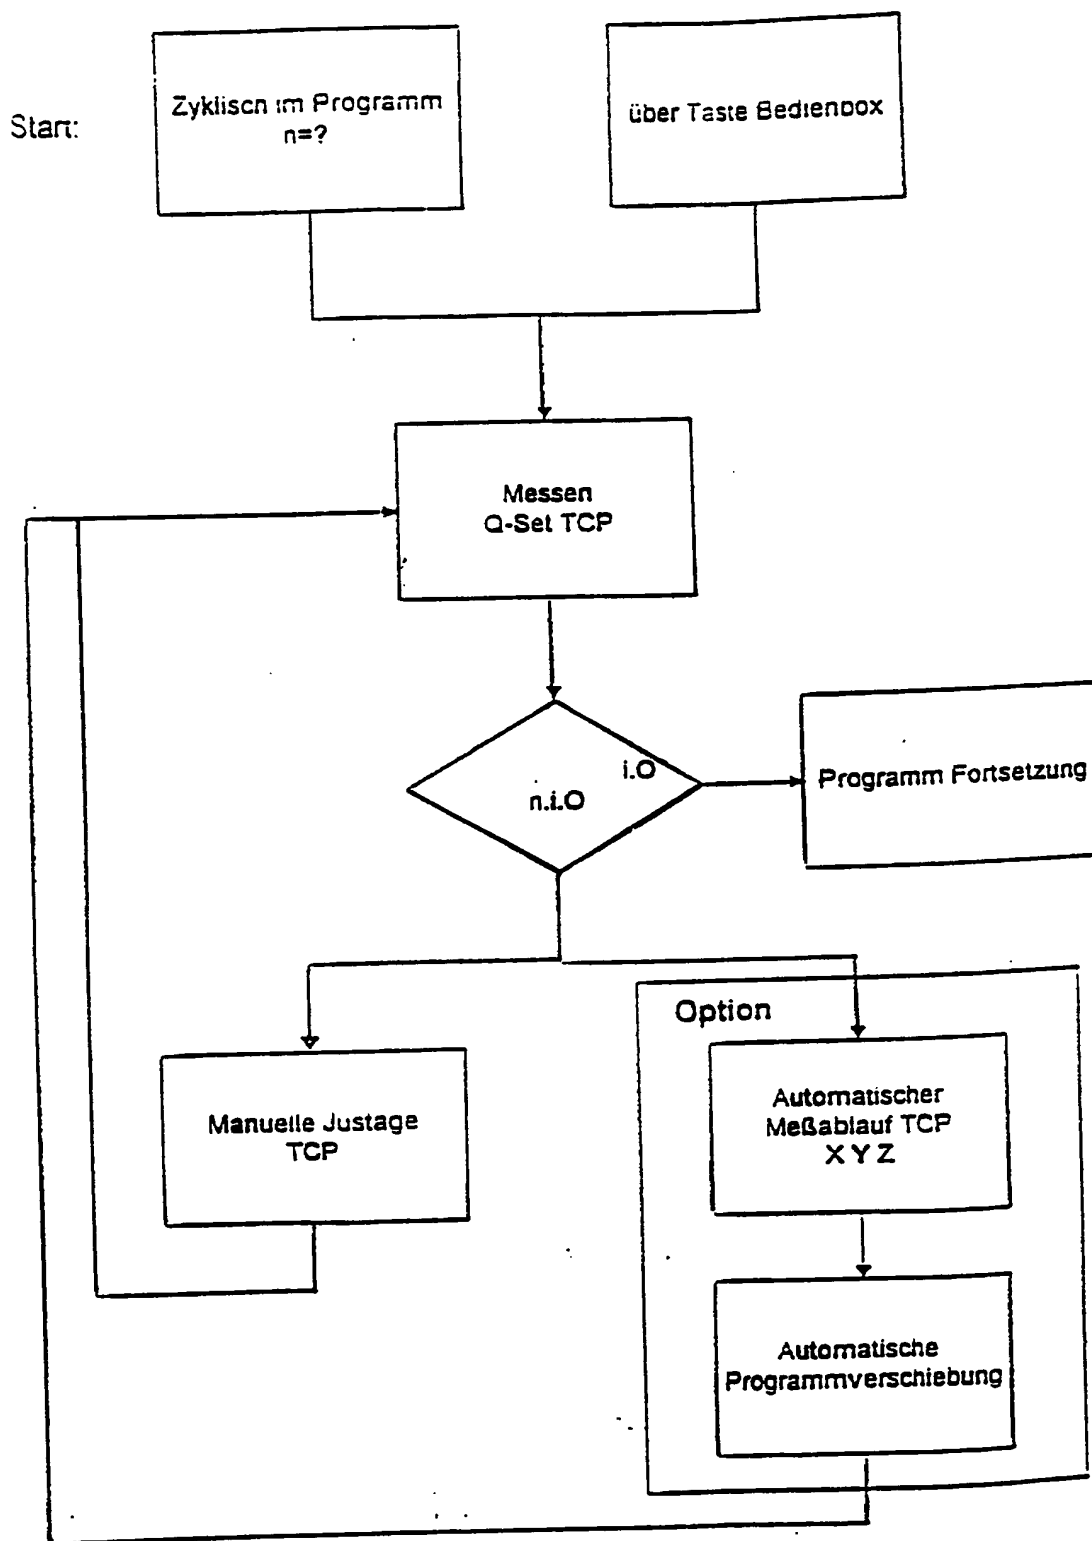 Start:
Zyklisch im Programm
n=?
über Taste Bedienbox
Messen
Q-Set TCP
i.O
n.i.O
Programm Fortsetzung
Option
Manuelle Justage
TCP
Automatischer
Meßablauf TCP
X Y Z
Automatische
Programmverschiebung